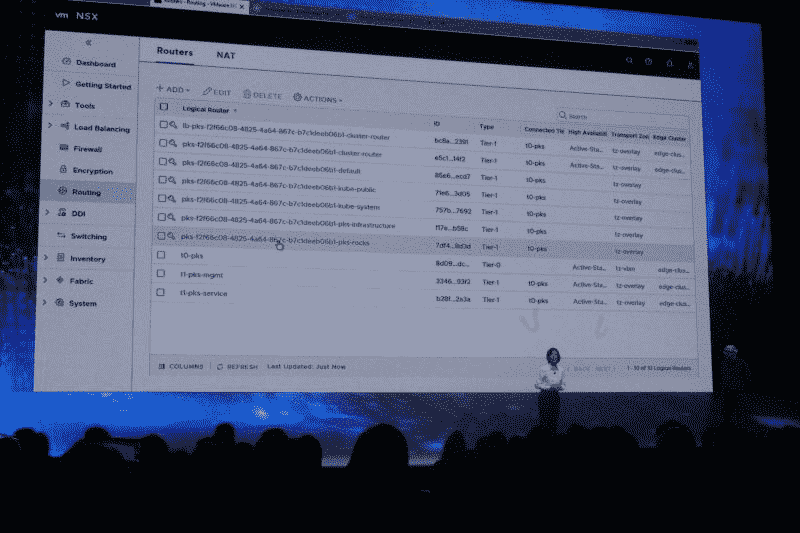 Routing - VMware NS
vm NSX
Routers NAT
Dashboard
Getting Started
Tools
Load Balancing
Firewall
Encryption
Routing
DDI
Switching
Inventory
Fabric
System
+ ADD EDIT DELETE ACTIONS
Search
Logical Router ID Type Connected Tie High Availabili Transport Zon Edge Cluster
lb-pks-f2f66c08-4825-4a64-867c-b7c1deeb06b1-cluster-router bc8a...2391 Tier-1 t0-pks Active-Sta... tz-overlay edge-clus...
pks-f2f66c08-4825-4a64-867c-b7c1deeb06b1-cluster-router e5c1...14f2 Tier-1 t0-pks Active-Sta... tz-overlay edge-clus...
pks-f2f66c08-4825-4a64-867c-b7c1deeb06b1-default 86e6...ecd7 Tier-1 t0-pks tz-overlay
pks-f2f66c08-4825-4a64-867c-b7c1deeb06b1-kube-public 71e6...3d05 Tier-1 t0-pks tz-overlay
pks-f2f66c08-4825-4a64-867c-b7c1deeb06b1-kube-system 757b...7692 Tier-1 t0-pks tz-overlay
pks-f2f66c08-4825-4a64-867c-b7c1deeb06b1-pks-infrastructure f17e...b58c Tier-1 t0-pks tz-overlay
pks-f2f66c08-4825-4a64-867c-b7c1deeb06b1-pks-rocks Tier-1 t0-pks tz-overlay
t0-pks 8d09...dc... Tier-0 Active-Sta... tz-vlan edge-clus...
t1-pks-mgmt 3346...93f2 Tier-1 t0-pks Active-Sta... tz-overlay edge-clus...
t1-pks-service b28f...2a3a Tier-1 t0-pks Active-Sta... tz-overlay edge-clus...
COLUMNS REFRESH Last Updated: Just Now BACK NEXT 1 - 10 of 10 Logical Routers